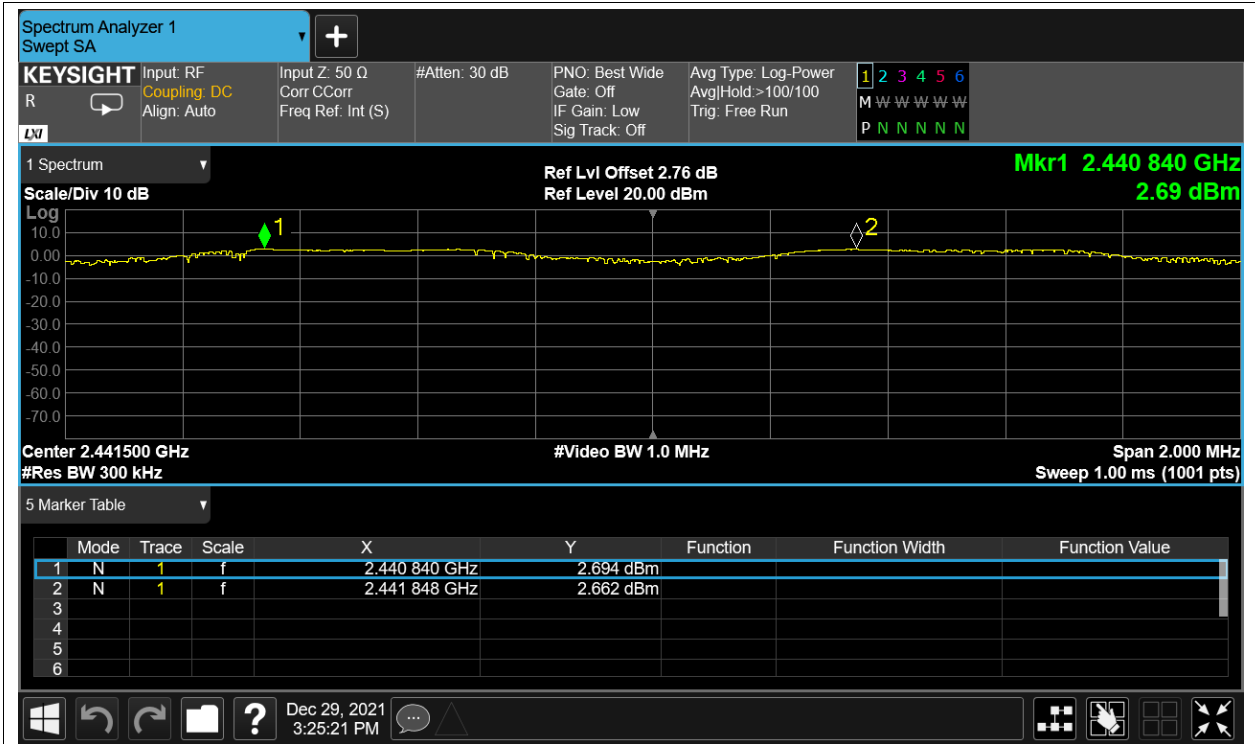 Spectrum Analyzer 1
Swept SA
KEYSIGHT
R
LXI
Input: RF
Coupling: DC
Align: Auto
Input Z: 50 Ω
Corr CCorr
Freq Ref: Int (S)
#Atten: 30 dB
PNO: Best Wide
Gate: Off
IF Gain: Low
Sig Track: Off
Avg Type: Log-Power
Avg|Hold:>100/100
Trig: Free Run
1 2 3 4 5 6
M W W W W W
P N N N N N
1 Spectrum
Scale/Div 10 dB
Ref Lvl Offset 2.76 dB
Ref Level 20.00 dBm
Mkr1 2.440 840 GHz
2.69 dBm
Log
10.0
0.00
-10.0
-20.0
-30.0
-40.0
-50.0
-60.0
-70.0
1
2
Center 2.441500 GHz
#Res BW 300 kHz
#Video BW 1.0 MHz
Span 2.000 MHz
Sweep 1.00 ms (1001 pts)
5 Marker Table
Mode Trace Scale X Y Function Function Width Function Value
1 N 1 f 2.440 840 GHz 2.694 dBm
2 N 1 f 2.441 848 GHz 2.662 dBm
3
4
5
6
?
Dec 29, 2021
3:25:21 PM